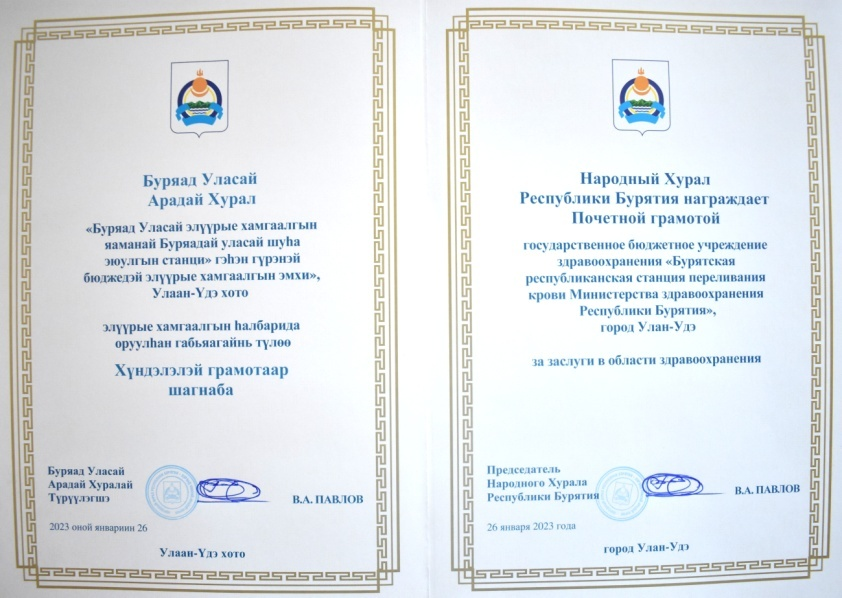 Буряад Уласай
Арадай Хурал
«Буряад Уласай элүүрые хамгаалгын
яаманай Буряадай уласай шуһа
эюулгын станци» гэһэн гүрэнэй
бюджедэй элүүрые хамгаалгын эмхи»,
Улаан-Үдэ хото
элүүрые хамгаалгын һалбарида
оруулһан габьяагайнь түлөө
Хүндэлэлэй грамотаар
шагнаба
Буряад Уласай
Арадай Хуралай
Түрүүлэгшэ
В.А. ПАВЛОВ
2023 оной январиин 26
Улаан-Үдэ хото
Народный Хурал
Республики Бурятия награждает
Почетной грамотой
государственное бюджетное учреждение
здравоохранения «Бурятская
республиканская станция переливания
крови Министерства здравоохранения
Республики Бурятия»,
город Улан-Удэ
за заслуги в области здравоохранения
Председатель
Народного Хурала
Республики Бурятия
В.А. ПАВЛОВ
26 января 2023 года
город Улан-Удэ